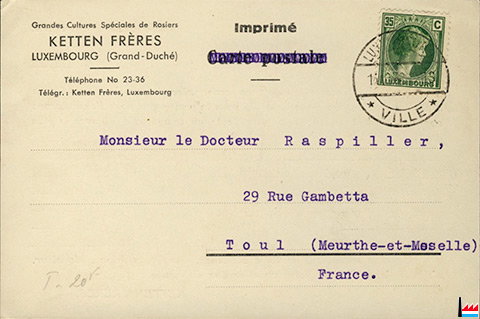 Grandes Cultures Spéciales de Rosiers
KETTEN FRÈRES
LUXEMBOURG (Grand-Duché)
Téléphone No 23-36
Télégr.: Ketten Frères, Luxembourg
Imprimé
Carte postale
35 C
LUXEMBOURG
VILLE
Monsieur le Docteur Raspiller,
29 Rue Gambetta
Toul (Meurthe-et-Moselle)
France.